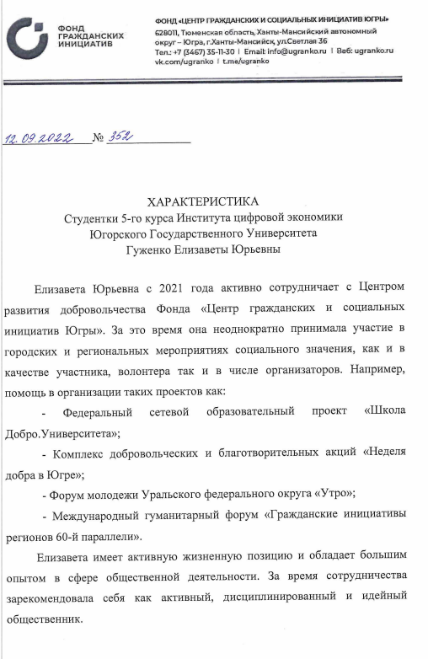 ФОНД
ГРАЖДАНСКИХ
ИНИЦИАТИВ
ФОНД «ЦЕНТР ГРАЖДАНСКИХ И СОЦИАЛЬНЫХ ИНИЦИАТИВ ЮГРЫ»
628011, Тюменская область, Ханты-Мансийский автономный
округ – Югра, г.Ханты-Мансийск, ул.Светлая 36
Тел.: +7 (3467) 35-11-30 | Email: info@ugranko.ru | Веб: ugranko.ru
vk.com/ugranko | t.me/ugranko
12.09.2022 № 352
ХАРАКТЕРИСТИКА
Студентки 5-го курса Института цифровой экономики
Югорского Государственного Университета
Гуженко Елизаветы Юрьевны
Елизавета Юрьевна с 2021 года активно сотрудничает с Центром
развития добровольчества Фонда «Центр гражданских и социальных
инициатив Югры». За это время она неоднократно принимала участие в
городских и региональных мероприятиях социального значения, как и в
качестве участника, волонтера так и в числе организаторов. Например,
помощь в организации таких проектов как:
- Федеральный сетевой образовательный проект «Школа
Добро.Университета»;
- Комплекс добровольческих и благотворительных акций «Неделя
добра в Югре»;
- Форум молодежи Уральского федерального округа «Утро»;
- Международный гуманитарный форум «Гражданские инициативы
регионов 60-й параллели».
Елизавета имеет активную жизненную позицию и обладает большим
опытом в сфере общественной деятельности. За время сотрудничества
зарекомендовала себя как активный, дисциплинированный и идейный
общественник.